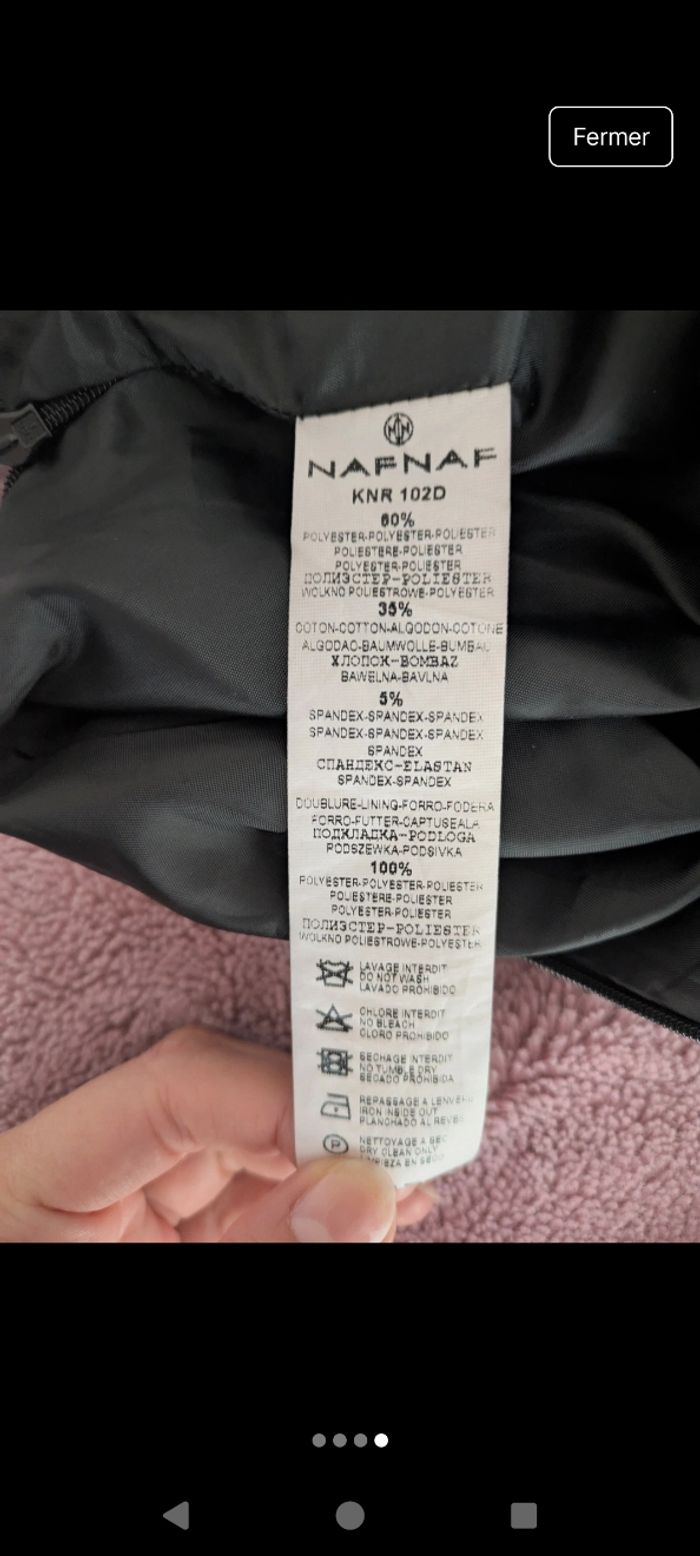 Fermer
NAFNAF
KNR 102D
60%
POLYESTER-POLYESTER-POLIESTER
POLIESTERE-POLIESTER
POLYESTER-POLIESTER
ПОЛИЭСТЕР-POLIESTER
WOLKNO POLIESTROWE-POLYESTER
35%
COTON-COTTON-ALGODON-COTONE
ALGODAO-BAUMWOLLE-BUMBAC
ХЛОПОК-BOMBAZ
BAWELNA-BAVLNA
5%
SPANDEX-SPANDEX-SPANDEX
SPANDEX-SPANDEX-SPANDEX
SPANDEX
СПАНДЕКС-ELASTAN
SPANDEX-SPANDEX
DOUBLURE-LINING-FORRO-FODERA
FORRO-FUTTER-CAPTUSEALA
ПОДКЛАДКА-PODLOGA
PODSZEWKA-PODSIVKA
100%
POLYESTER-POLYESTER-POLIESTER
POLIESTERE-POLIESTER
POLYESTER-POLIESTER
ПОЛИЭСТЕР-POLIESTER
WOLKNO POLIESTROWE-POLYESTER
LAVAGE INTERDIT
DO NOT WASH
LAVADO PROHIBIDO
CHLORE INTERDIT
NO BLEACH
CLORO PROHIBIDO
SECHAGE INTERDIT
NO TUMBLE DRY
SECADO PROHIBIDA
REPASSAGE A L'ENVERS
IRON INSIDE OUT
PLANCHADO AL REVES
P
NETTOYAGE A SEC
DRY CLEAN ONLY
LIMPIEZA EN SECO